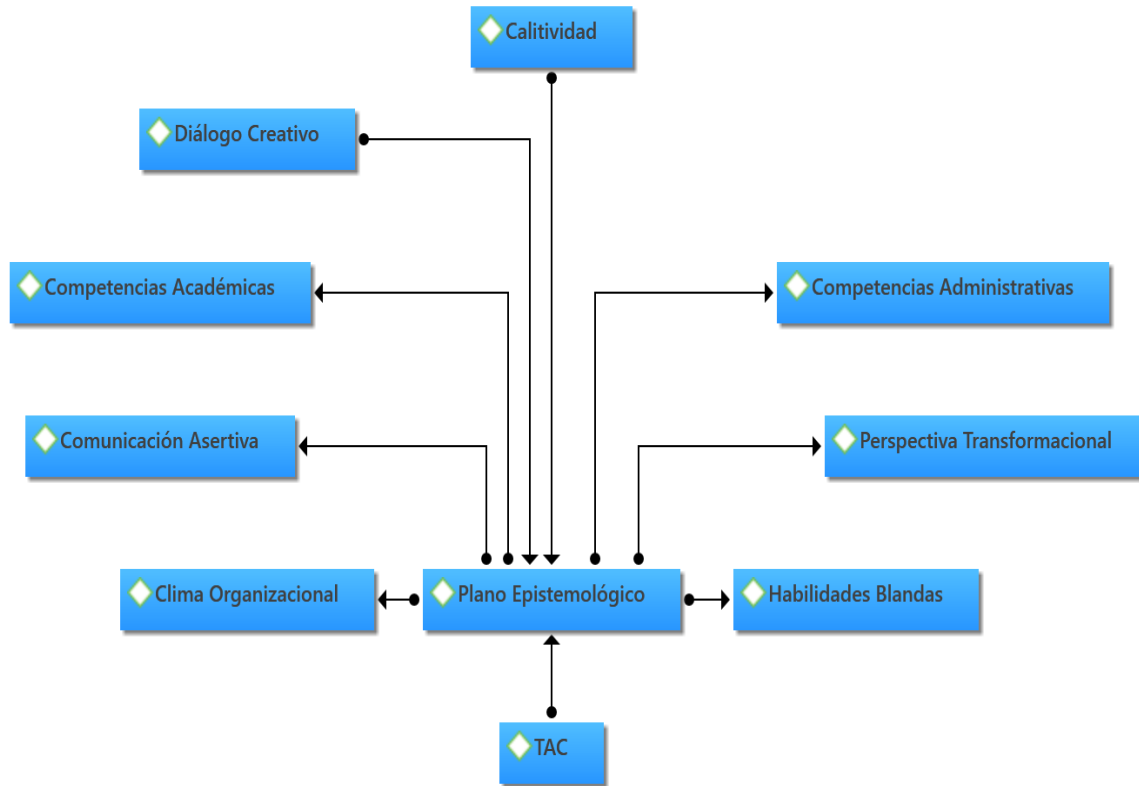 Calitividad
Diálogo Creativo
Competencias Académicas
Competencias Administrativas
Comunicación Asertiva
Perspectiva Transformacional
Clima Organizacional
Plano Epistemológico
Habilidades Blandas
TAC